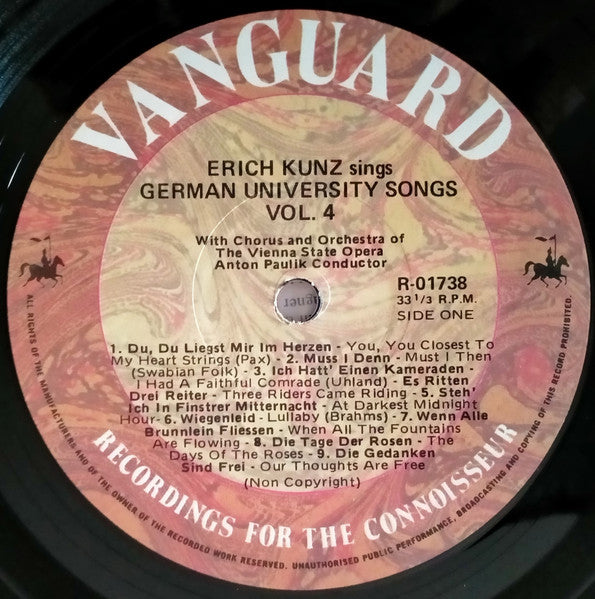 VANGUARD
ERICH KUNZ sings
GERMAN UNIVERSITY SONGS
VOL. 4
With Chorus and Orchestra of
The Vienna State Opera
Anton Paulik Conductor
R-01738
33 1/3 R.P.M.
SIDE ONE
1. Du, Du Liegst Mir Im Herzen - You, You Closest To
My Heart Strings (Pax) - 2. Muss I Denn - Must I Then
(Swabian Folk) - 3. Ich Hatt' Einen Kameraden -
I Had A Faithful Comrade (Uhland) - Es Ritten
Drei Reiter - Three Riders Came Riding - 5. Steh'
Ich In Finstrer Mitternacht - At Darkest Midnight
Hour - 6. Wiegenleid - Lullaby (Brahms) - 7. Wenn Alle
Brunnlein Fliessen - When All The Fountains
Are Flowing - 8. Die Tage Der Rosen - The
Days Of The Roses - 9. Die Gedanken
Sind Frei - Our Thoughts Are Free
(Non Copyright)
RECORDINGS FOR THE CONNOISSEUR
ALL RIGHTS OF THE MANUFACTURER AND OF THE OWNER OF THE RECORDED WORK RESERVED. UNAUTHORISED PUBLIC PERFORMANCE, BROADCASTING AND COPYING OF THIS RECORD PROHIBITED.